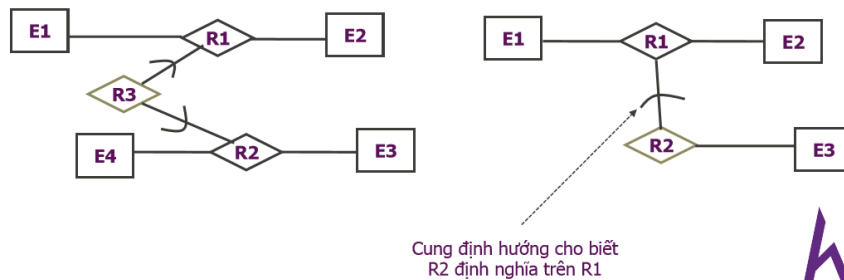 E1
R1
E2
R3
E4
R2
E3
E1
R1
E2
R2
E3
Cung định hướng cho biết
R2 định nghĩa trên R1